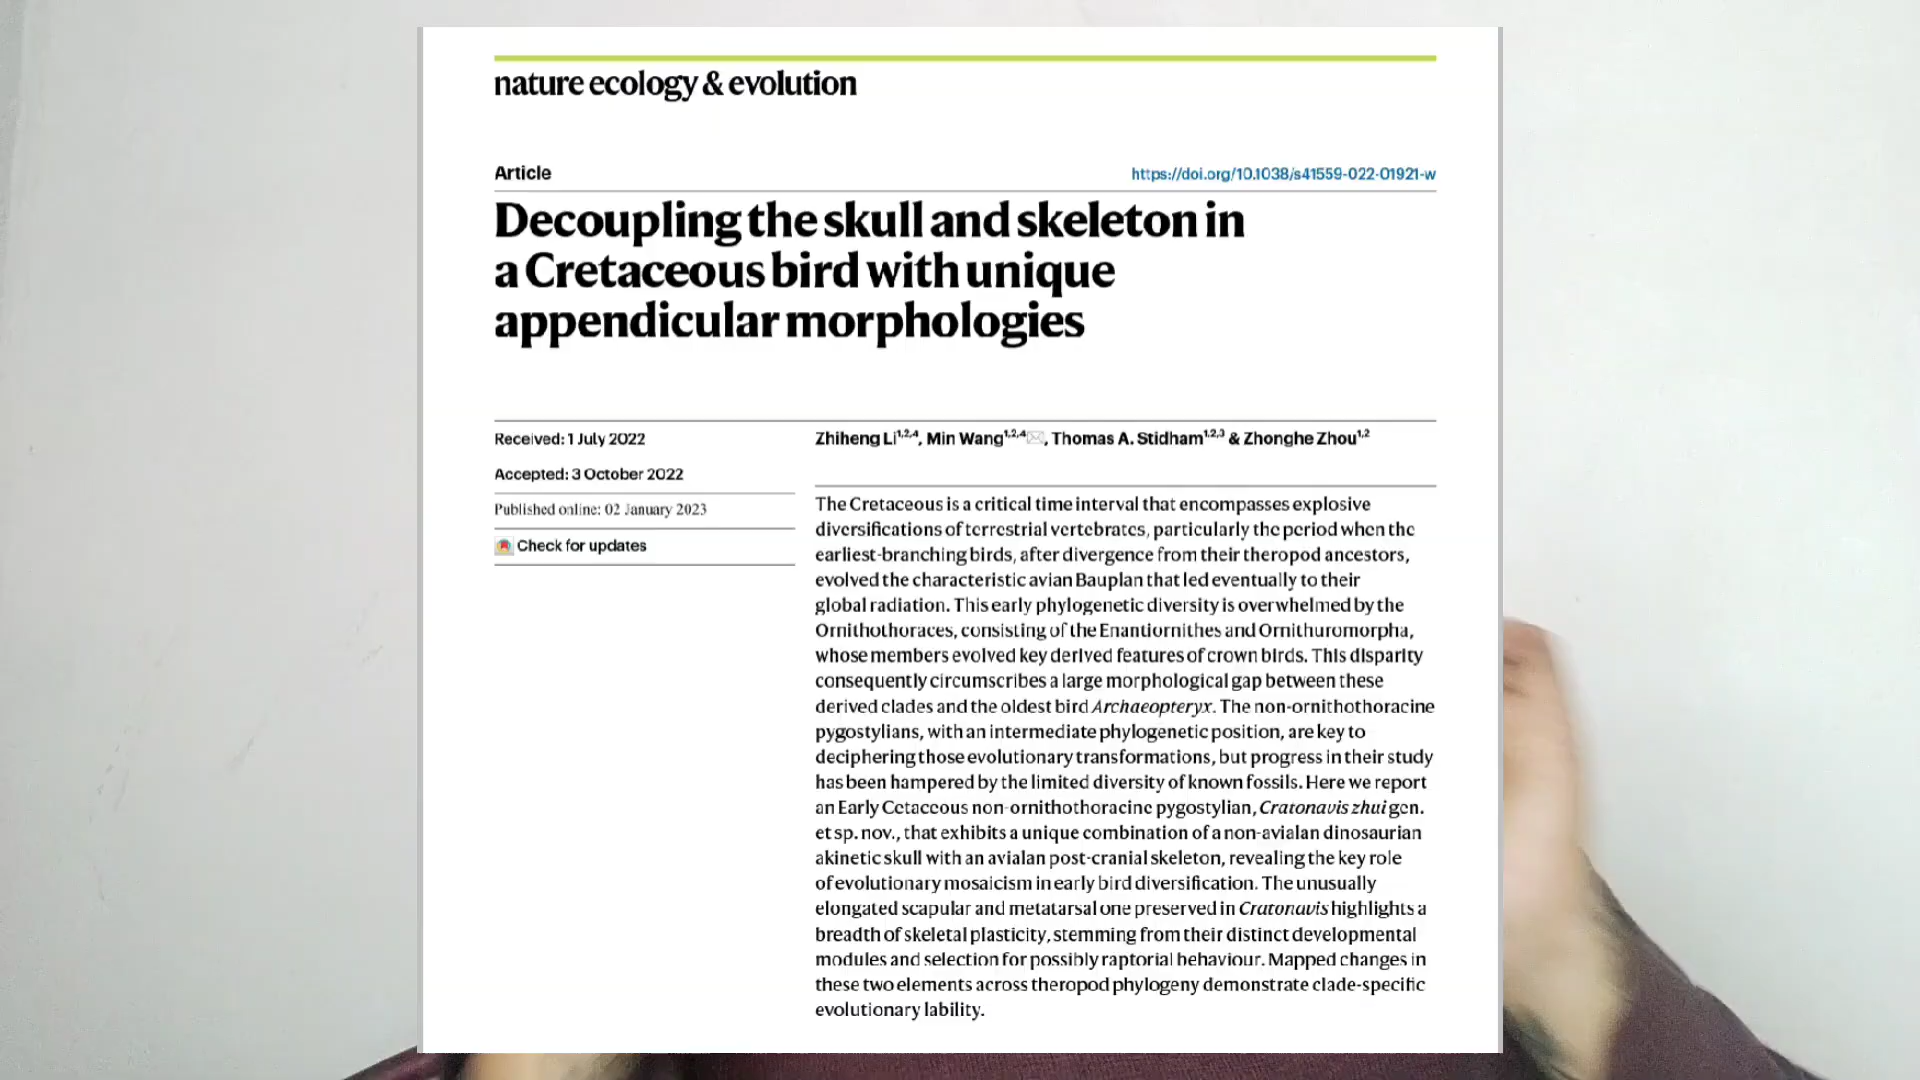 nature ecology & evolution
Article
https://doi.org/10.1038/s41559-022-01921-w
Decoupling the skull and skeleton in
a Cretaceous bird with unique
appendicular morphologies
Received: 1 July 2022
Accepted: 3 October 2022
Published online: 02 January 2023
Check for updates
Zhiheng Li1,2,4, Min Wang1,2,4, Thomas A. Stidham1,2,3 & Zhonghe Zhou1,2
The Cretaceous is a critical time interval that encompasses explosive
diversifications of terrestrial vertebrates, particularly the period when the
earliest-branching birds, after divergence from their theropod ancestors,
evolved the characteristic avian Bauplan that led eventually to their
global radiation. This early phylogenetic diversity is overwhelmed by the
Ornithothoraces, consisting of the Enantiornithes and Ornithuromorpha,
whose members evolved key derived features of crown birds. This disparity
consequently circumscribes a large morphological gap between these
derived clades and the oldest bird Archaeopteryx. The non-ornithothoracine
pygostylians, with an intermediate phylogenetic position, are key to
deciphering those evolutionary transformations, but progress in their study
has been hampered by the limited diversity of known fossils. Here we report
an Early Cetaceous non-ornithothoracine pygostylian, Cratonavis zhui gen.
et sp. nov., that exhibits a unique combination of a non-avialan dinosaurian
akinetic skull with an avialan post-cranial skeleton, revealing the key role
of evolutionary mosaicism in early bird diversification. The unusually
elongated scapular and metatarsal one preserved in Cratonavis highlights a
breadth of skeletal plasticity, stemming from their distinct developmental
modules and selection for possibly raptorial behaviour. Mapped changes in
these two elements across theropod phylogeny demonstrate clade-specific
evolutionary lability.